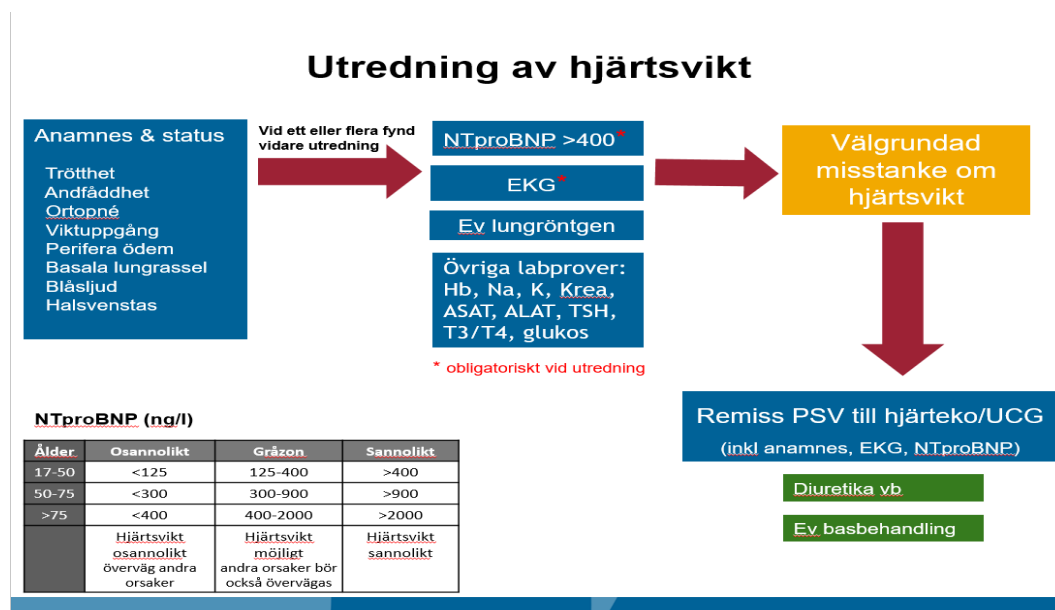 Utredning av hjärtsvikt
Anamnes & status
Trötthet
Andfåddhet
Ortopné
Viktuppgång
Perifera ödem
Basala lungrassel
Blåsljud
Halsvenstas
Vid ett eller flera fynd
vidare utredning
NTproBNP >400*
EKG*
Ev lungröntgen
Övriga labprover:
Hb, Na, K, Krea,
ASAT, ALAT, TSH,
T3/T4, glukos
* obligatoriskt vid utredning
Välgrundad
misstanke om
hjärtsvikt
Remiss PSV till hjärteko/UCG
(inkl anamnes, EKG, NTproBNP)
Diuretika vb
Ev basbehandling
NTproBNP (ng/l)
Ålder Osannolikt Gråzon Sannolikt
17-50 <125 125-400 >400
50-75 <300 300-900 >900
>75 <400 400-2000 >2000
Hjärtsvikt
osannolikt
överväg andra
orsaker
Hjärtsvikt
möjligt
andra orsaker bör
också övervägas
Hjärtsvikt
sannolikt